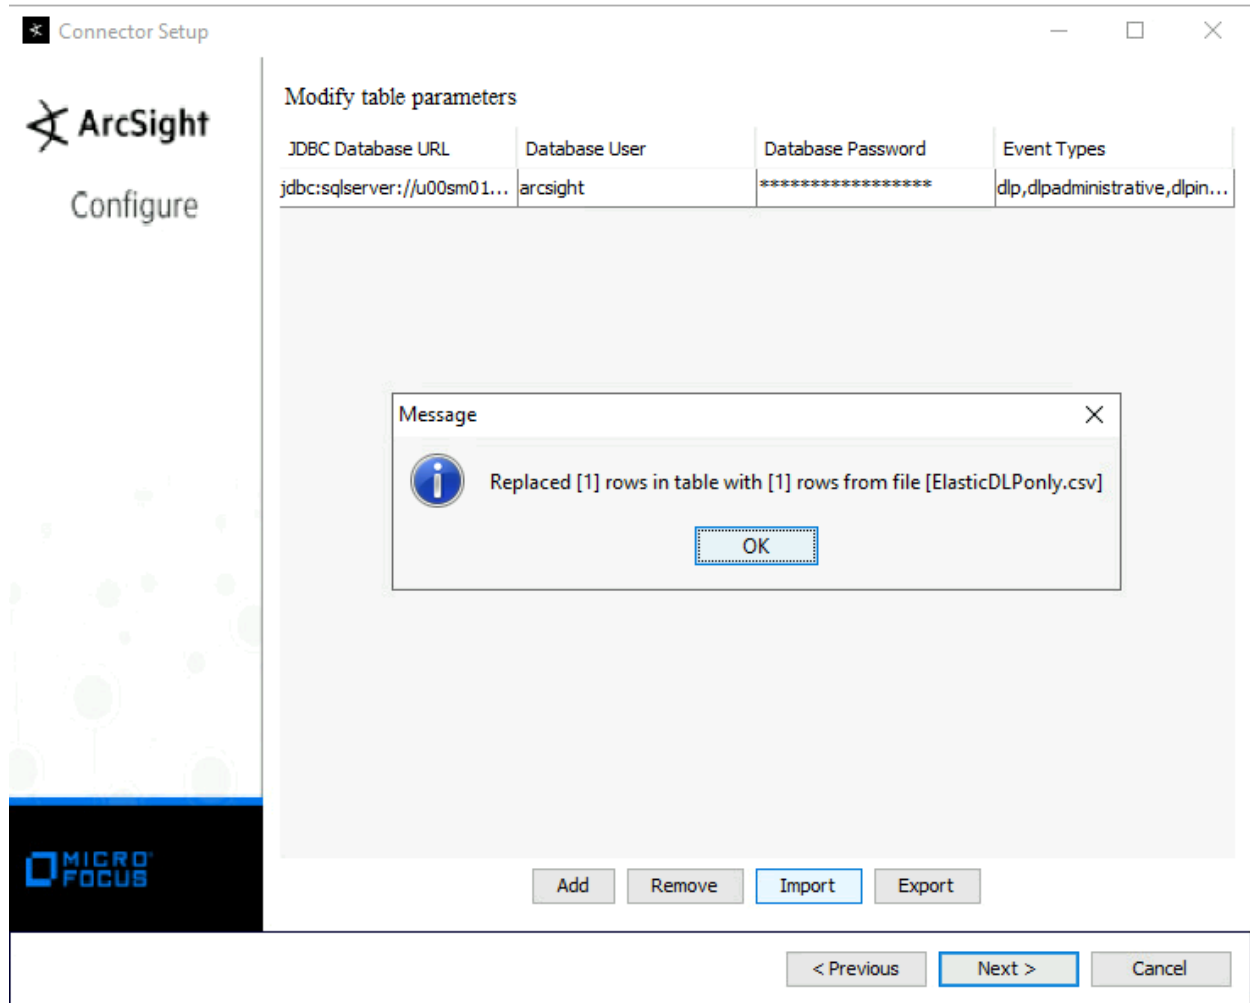 Connector Setup
ArcSight
Configure
Modify table parameters
JDBC Database URL Database User Database Password Event Types
jdbc:sqlserver://u00sm01... arcsight ***************** dlp,dlpadministrative,dlpin...
Message
Replaced [1] rows in table with [1] rows from file [ElasticDLPonly.csv]
OK
MICRO
FOCUS
Add Remove Import Export
< Previous Next > Cancel